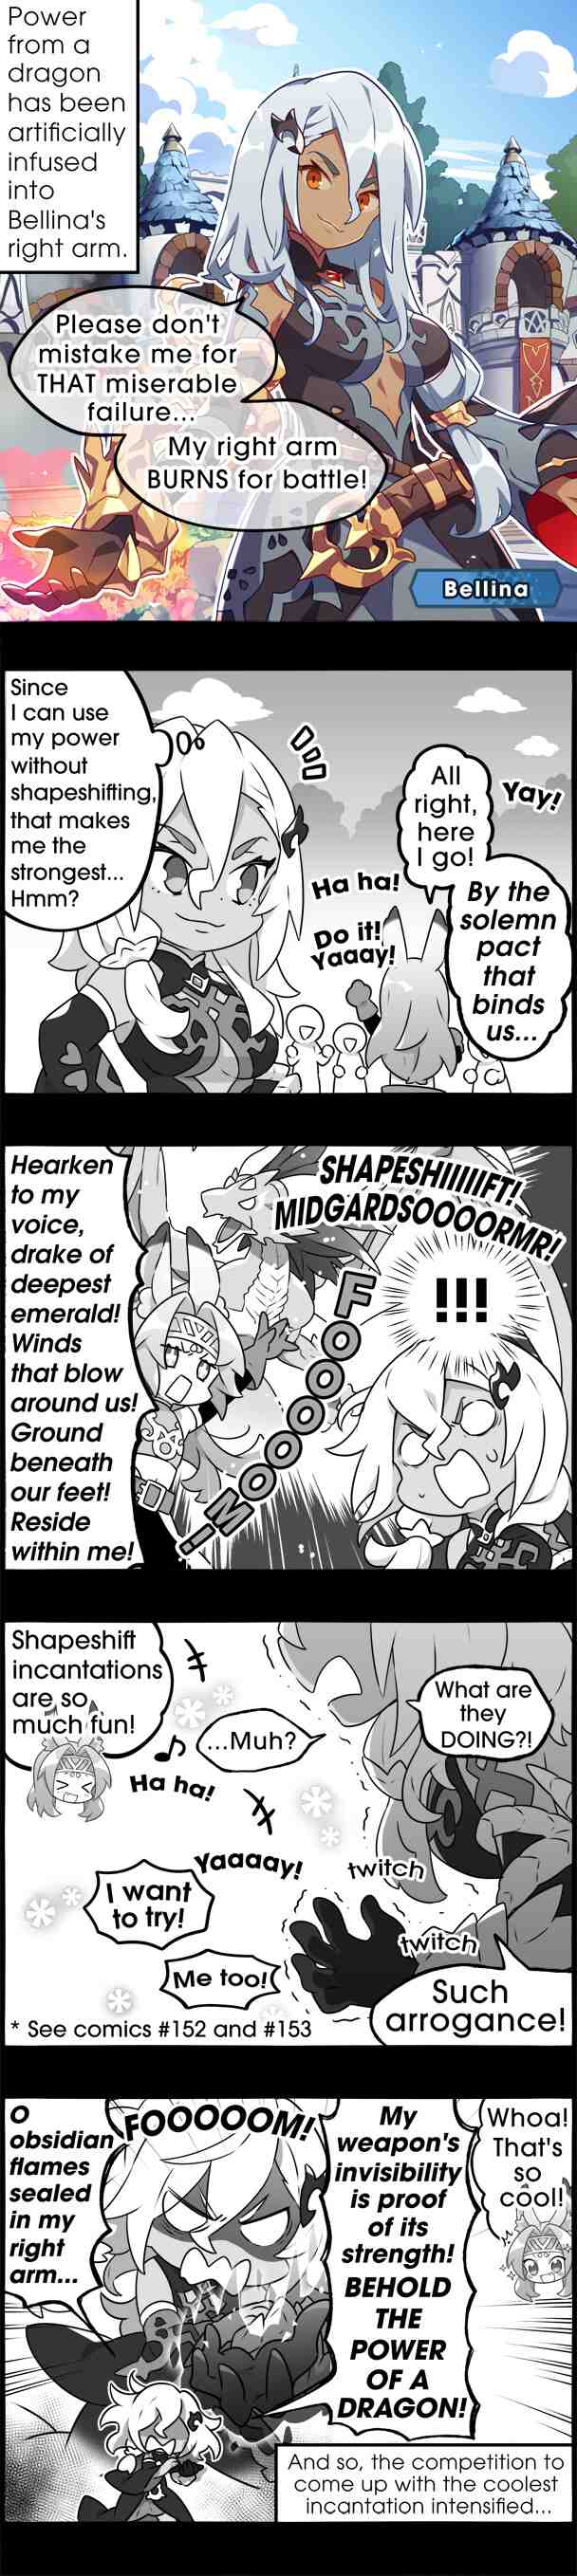 Power
from a
dragon
has been
artificially
infused
into
Bellina's
right arm.
Please don't
mistake me for
THAT miserable
failure...
My right arm
BURNS for battle!
Bellina
Since
I can use
my power
without
shapeshifting,
that makes
me the
strongest...
Hmm?
All
right,
here
I go!
Yay!
Ha ha!
Do it!
Yaaay!
By the
solemn
pact
that
binds
us...
Hearken
to my
voice,
drake of
deepest
emerald!
Winds
that blow
around us!
Ground
beneath
our feet!
Reside
within me!
SHAPESHIIIIIFT!
MIDGARDSOOOORMR!
FOOOOOOM!
!!!
Shapeshift
incantations
are so
much fun!
Ha ha!
...Muh?
What are
they
DOING?!
Yaaaay!
I want
to try!
Me too!
twitch
twitch
Such
arrogance!
* See comics #152 and #153
O
obsidian
flames
sealed
in my
right
arm...
FOOOOOM!
My
weapon's
invisibility
is proof
of its
strength!
BEHOLD
THE
POWER
OF A
DRAGON!
Whoa!
That's
so
cool!
And so, the competition to
come up with the coolest
incantation intensified...